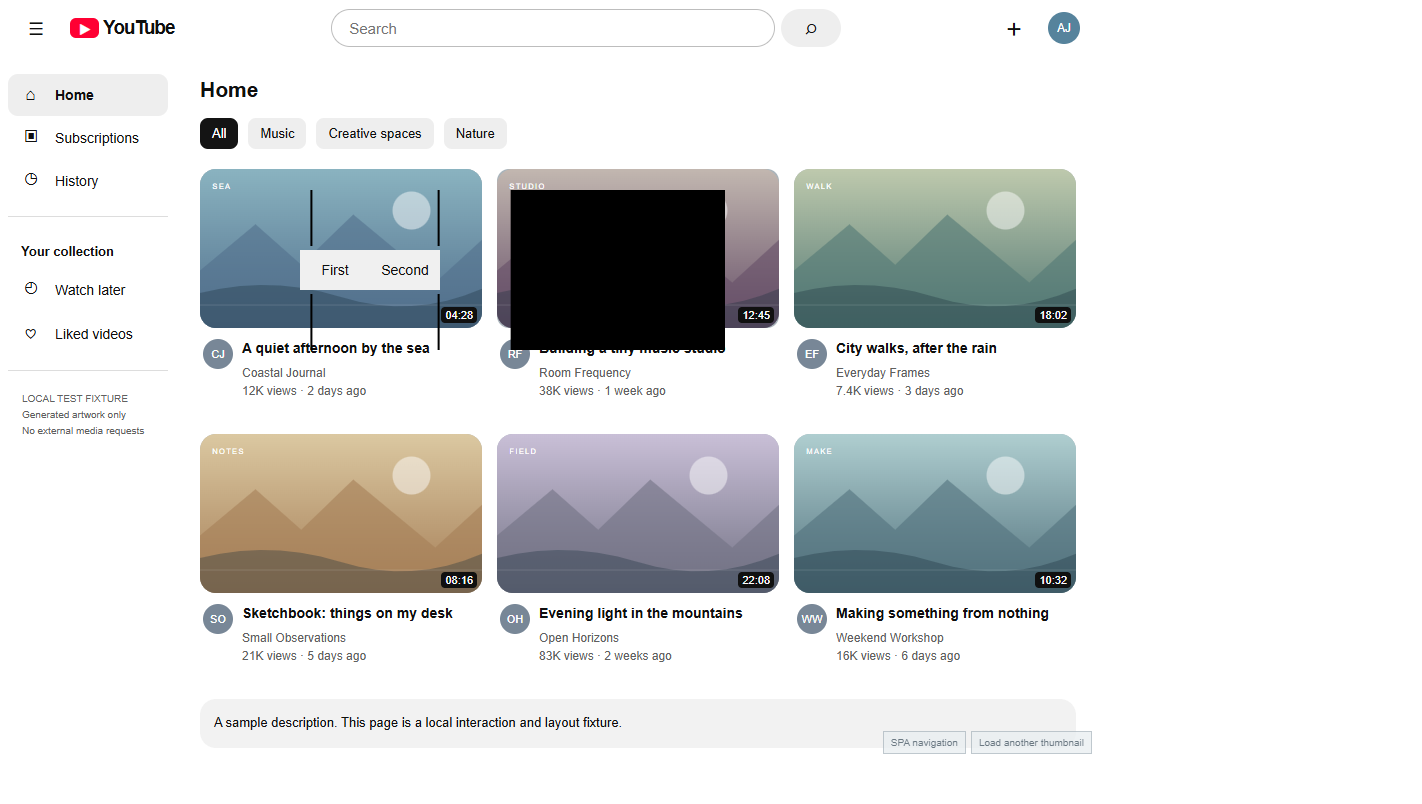 YouTube
Search
AJ
Home
Subscriptions
History
Your collection
Watch later
Liked videos
LOCAL TEST FIXTURE
Generated artwork only
No external media requests
Home
All
Music
Creative spaces
Nature
SEA
First
Second
04:28
CJ
A quiet afternoon by the sea
Coastal Journal
12K views · 2 days ago
STUDIO
12:45
RF
Building a tiny music studio
Room Frequency
38K views · 1 week ago
WALK
18:02
EF
City walks, after the rain
Everyday Frames
7.4K views · 3 days ago
NOTES
08:16
SO
Sketchbook: things on my desk
Small Observations
21K views · 5 days ago
FIELD
22:08
OH
Evening light in the mountains
Open Horizons
83K views · 2 weeks ago
MAKE
10:32
WW
Making something from nothing
Weekend Workshop
16K views · 6 days ago
A sample description. This page is a local interaction and layout fixture.
SPA navigation
Load another thumbnail